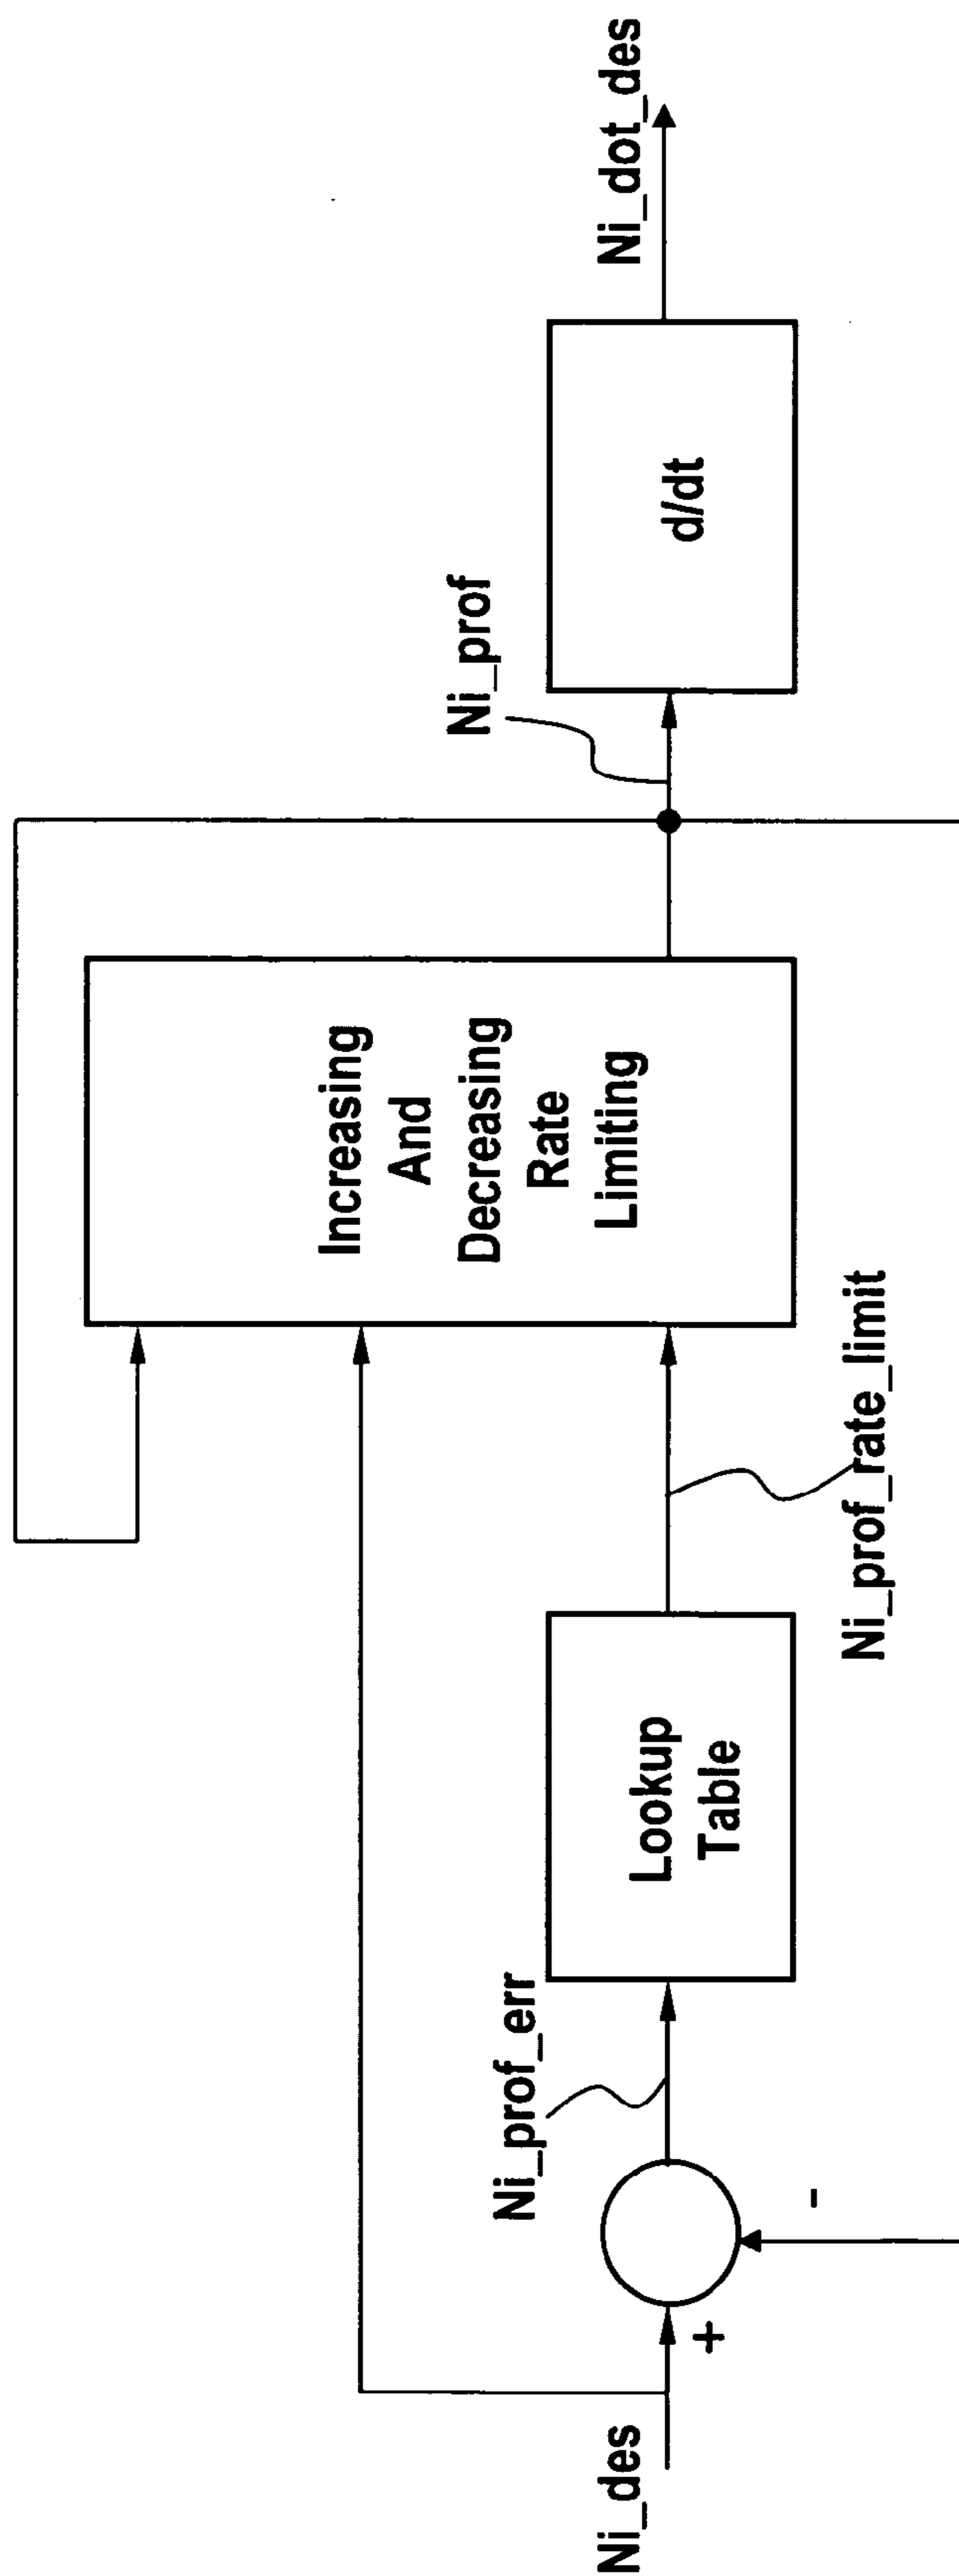 Ni_des
+
-
Ni_prof_err
Lookup
Table
Ni_prof_rate_limit
Increasing
And
Decreasing
Rate
Limiting
Ni_prof
d/dt
Ni_dot_des